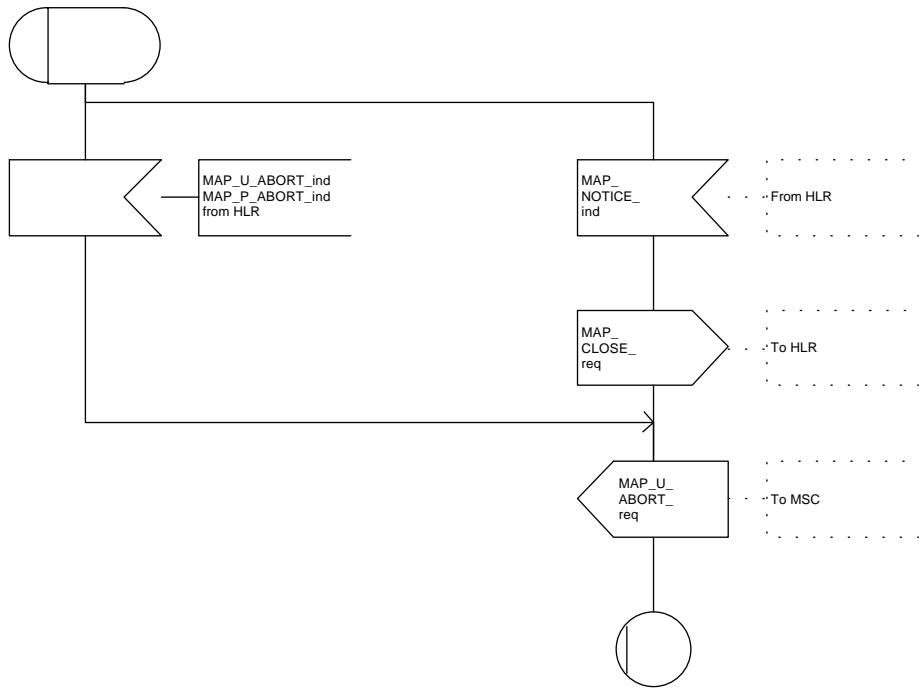 MAP_U_ABORT_ind
MAP_P_ABORT_ind
from HLR
MAP_
NOTICE_
ind
From HLR
MAP_
CLOSE_
req
To HLR
MAP_U_
ABORT_
req
To MSC